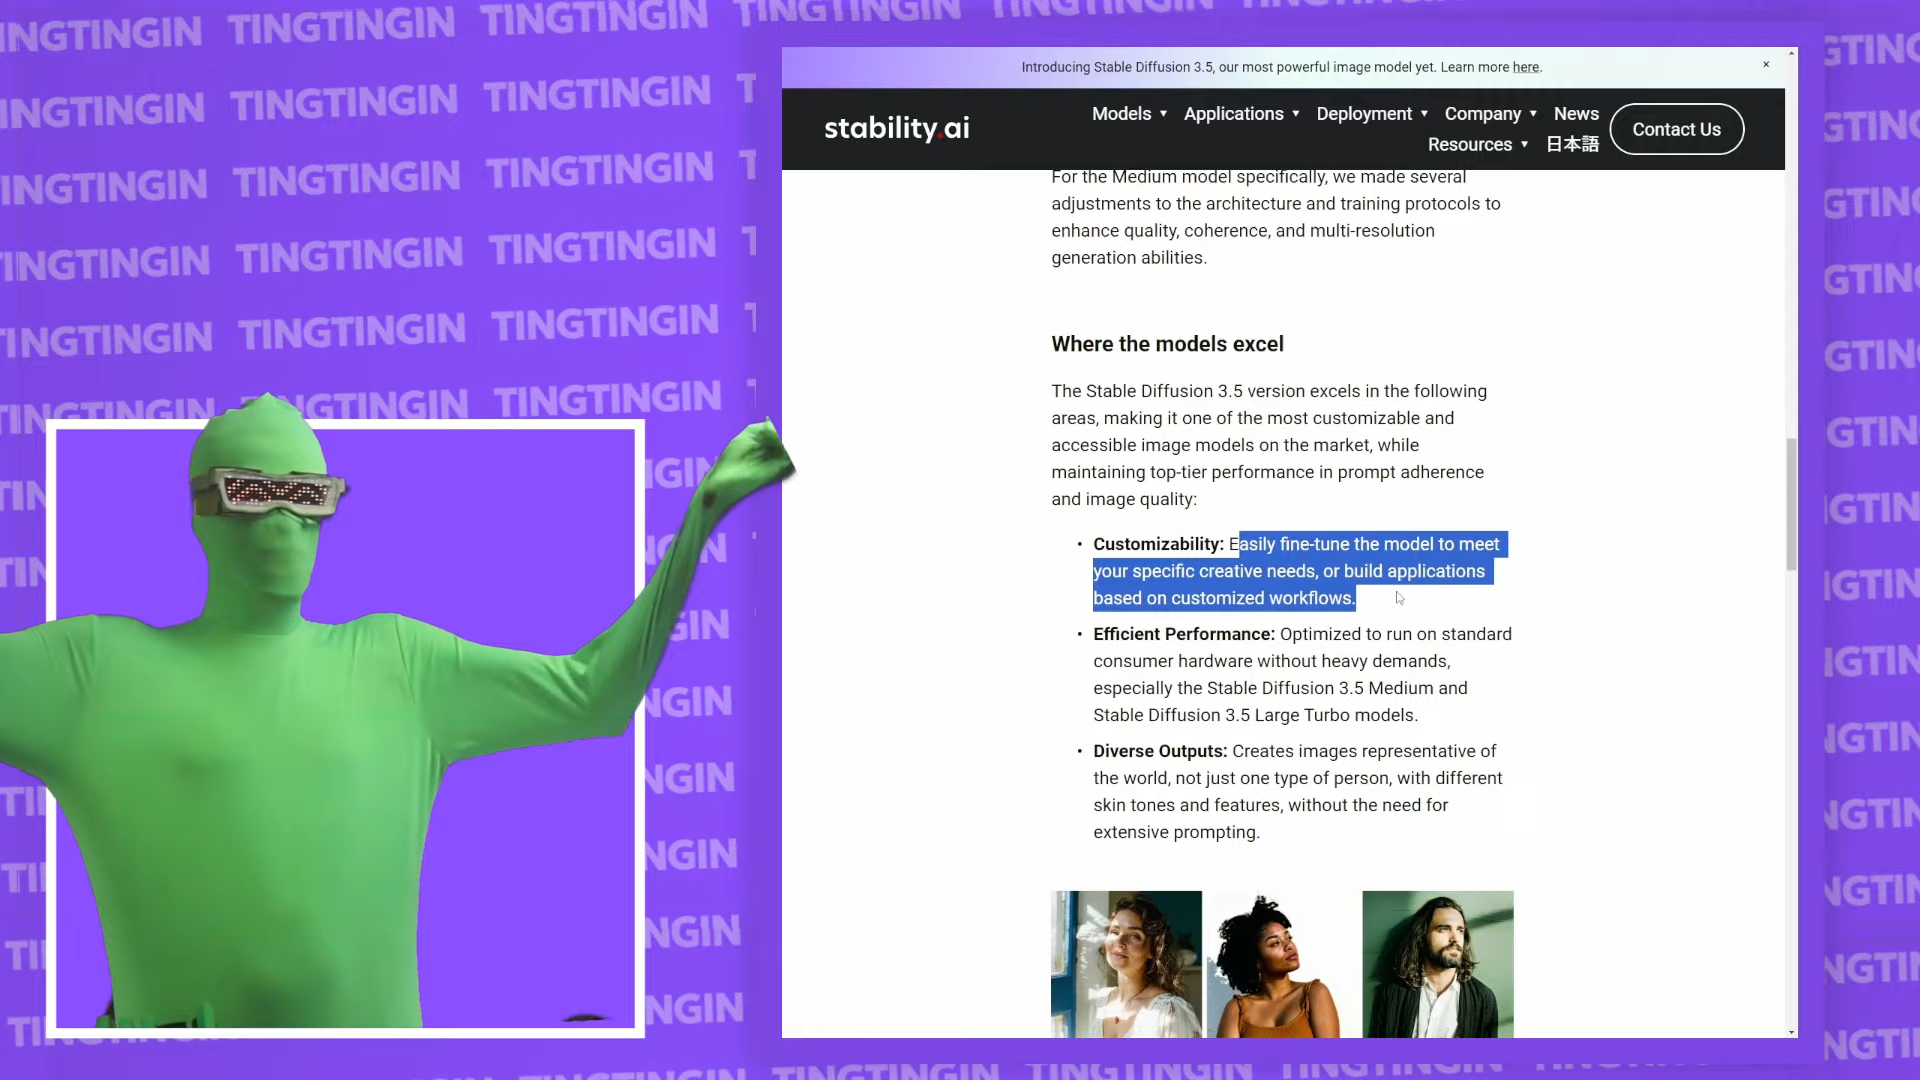 TINGTINGIN TINGTINGIN TINGTINGIN TINGTINGIN
TINGTINGIN TINGTINGIN
TINGTINGIN TINGTINGIN
TINGTINGIN TINGTINGIN
TINGTINGIN TINGTINGIN
TINGTINGIN TINGTINGIN
Introducing Stable Diffusion 3.5, our most powerful image model yet. Learn more here.
stability.ai
Models Applications Deployment Company News
Resources 日本語
Contact Us
For the Medium model specifically, we made several
adjustments to the architecture and training protocols to
enhance quality, coherence, and multi-resolution
generation abilities.
Where the models excel
The Stable Diffusion 3.5 version excels in the following
areas, making it one of the most customizable and
accessible image models on the market, while
maintaining top-tier performance in prompt adherence
and image quality:
• Customizability: Easily fine-tune the model to meet
your specific creative needs, or build applications
based on customized workflows.
• Efficient Performance: Optimized to run on standard
consumer hardware without heavy demands,
especially the Stable Diffusion 3.5 Medium and
Stable Diffusion 3.5 Large Turbo models.
• Diverse Outputs: Creates images representative of
the world, not just one type of person, with different
skin tones and features, without the need for
extensive prompting.